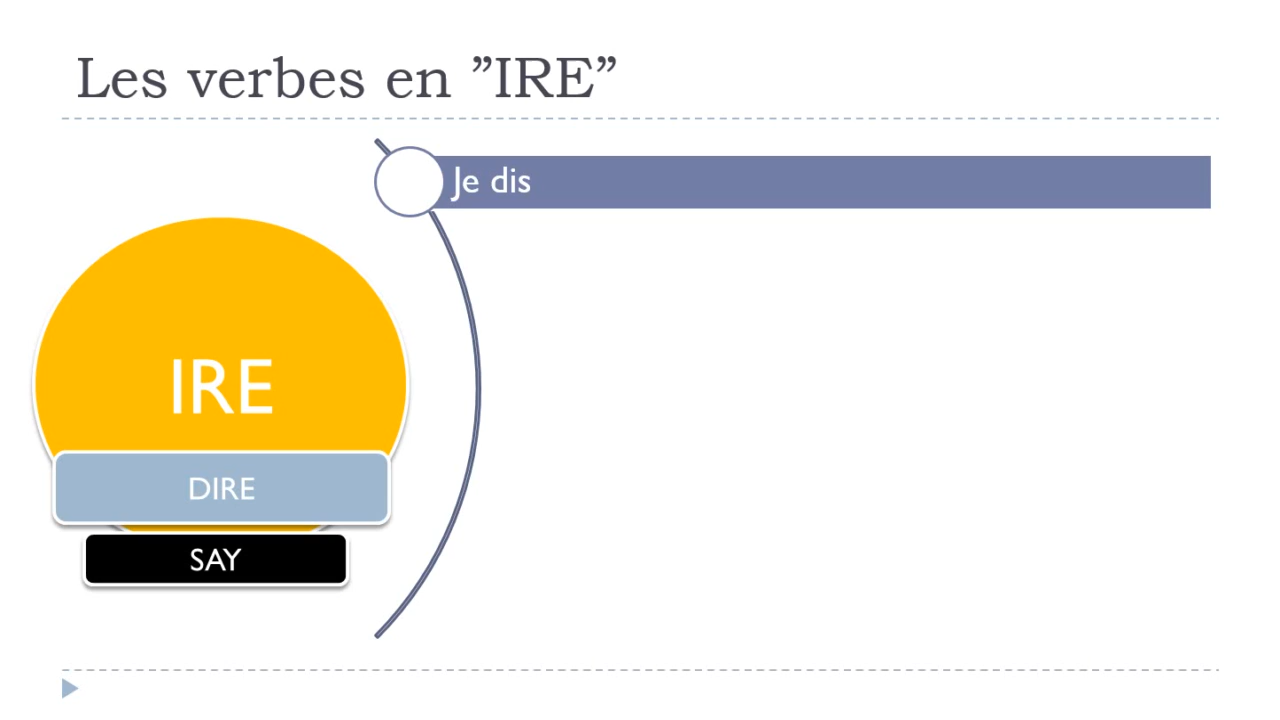 Les verbes en ”IRE”
Je dis
IRE
DIRE
SAY